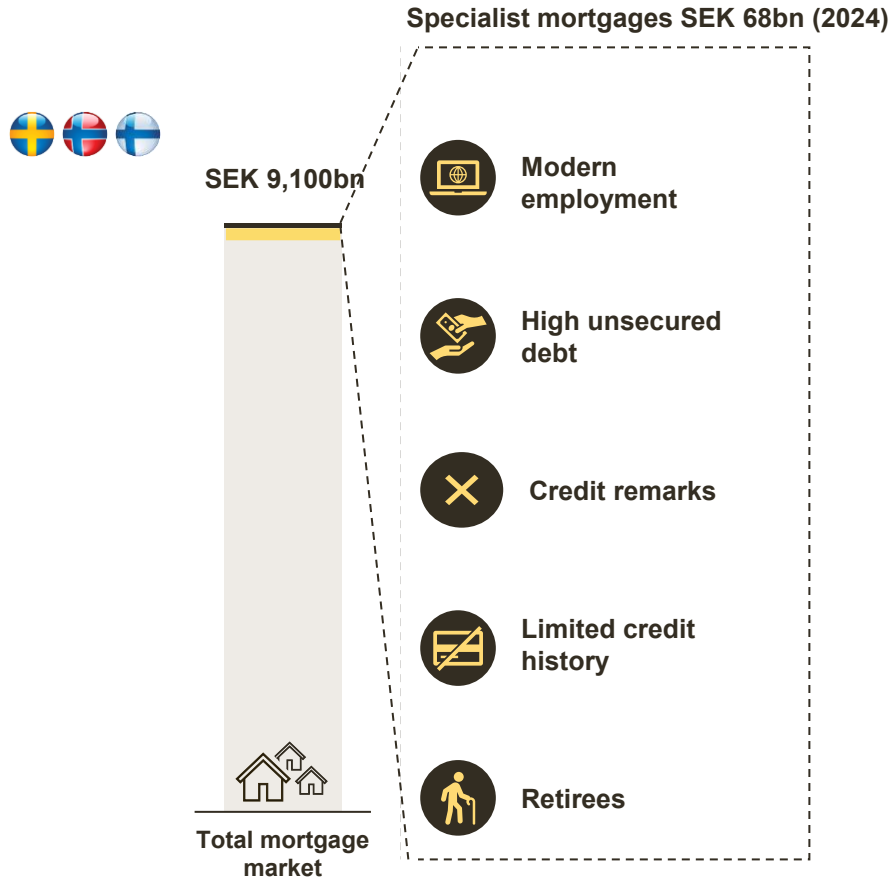 Specialist mortgages SEK 68bn (2024)
SEK 9,100bn
Modern
employment
High unsecured
debt
Credit remarks
Limited credit
history
Retirees
Total mortgage
market